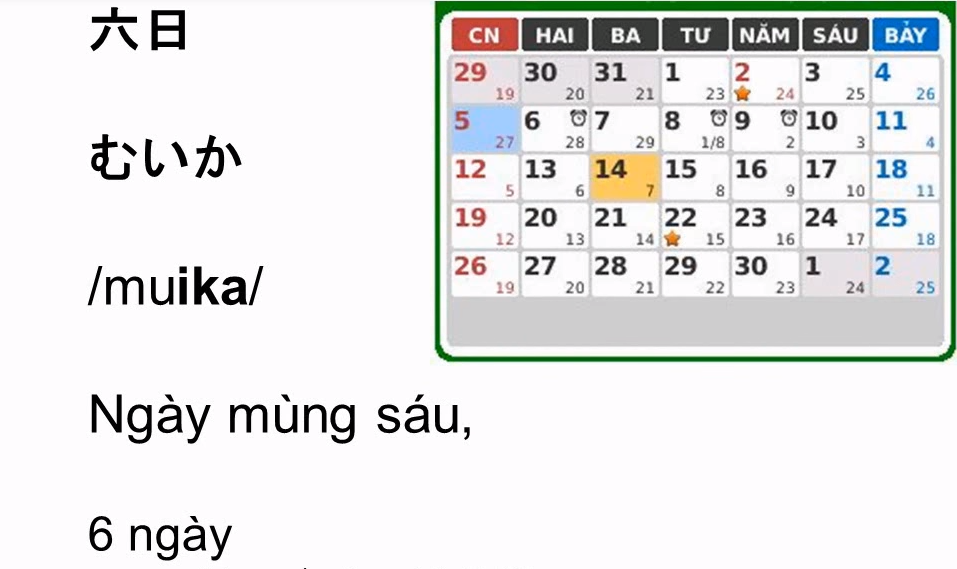 六日
むいか
/muika/
Ngày mùng sáu,
6 ngày
CN HAI BA TƯ NĂM SÁU BẢY
29 30 31 1 2 3 4
19 20 21 23 24 25 26
5 6 7 8 9 10 11
27 28 29 1/8 2 3 4
12 13 14 15 16 17 18
5 6 7 8 9 10 11
19 20 21 22 23 24 25
12 13 14 15 16 17 18
26 27 28 29 30 1 2
19 20 21 22 23 24 25